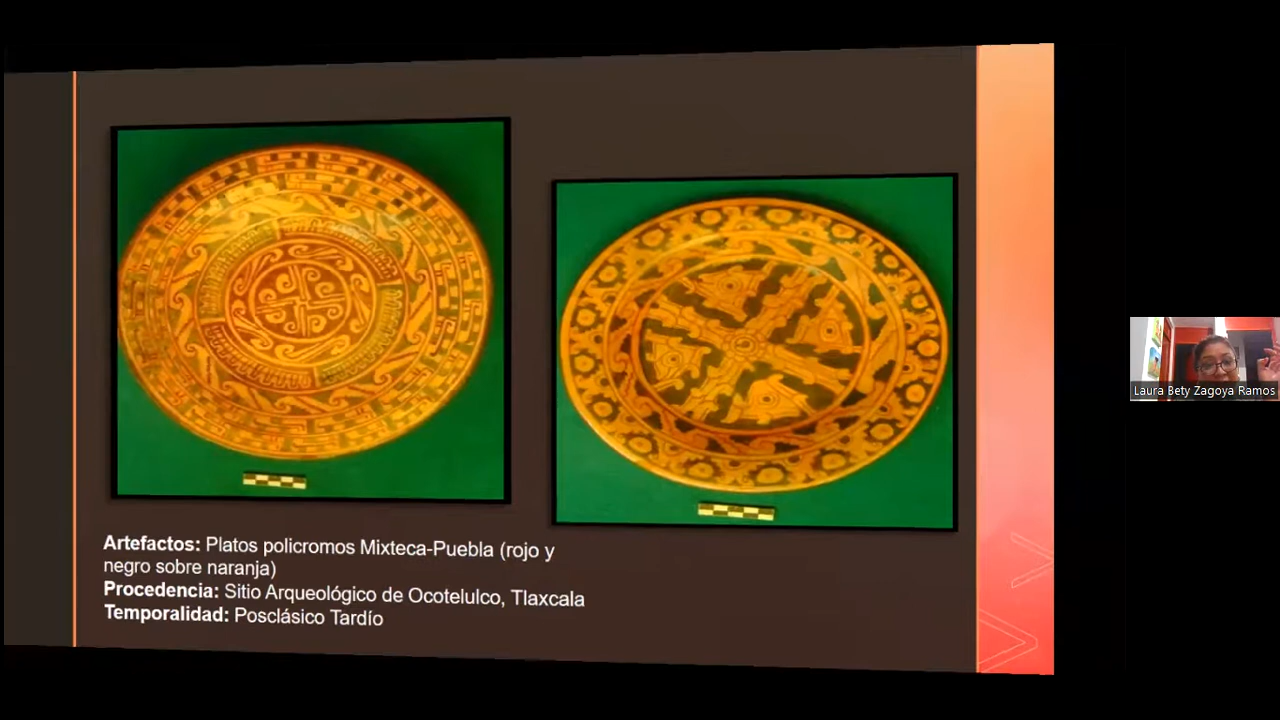 Artefactos: Platos policromos Mixteca-Puebla (rojo y
negro sobre naranja)
Procedencia: Sitio Arqueológico de Ocotelulco, Tlaxcala
Temporalidad: Posclásico Tardío
Laura Bety Zagoya Ramos